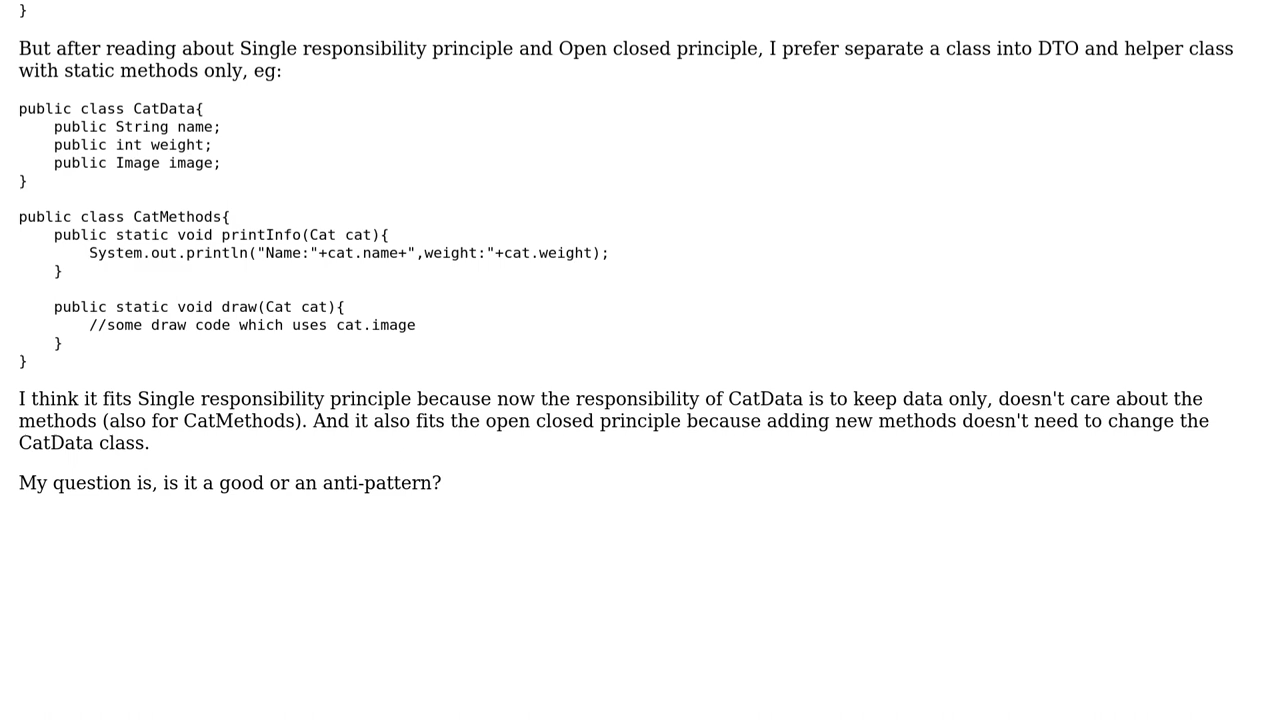 }
But after reading about Single responsibility principle and Open closed principle, I prefer separate a class into DTO and helper class
with static methods only, eg:
public class CatData{
    public String name;
    public int weight;
    public Image image;
}
public class CatMethods{
    public static void printInfo(Cat cat){
        System.out.println("Name:"+cat.name+",weight:"+cat.weight);
    }
    public static void draw(Cat cat){
        //some draw code which uses cat.image
    }
}
I think it fits Single responsibility principle because now the responsibility of CatData is to keep data only, doesn't care about the
methods (also for CatMethods). And it also fits the open closed principle because adding new methods doesn't need to change the
CatData class.
My question is, is it a good or an anti-pattern?